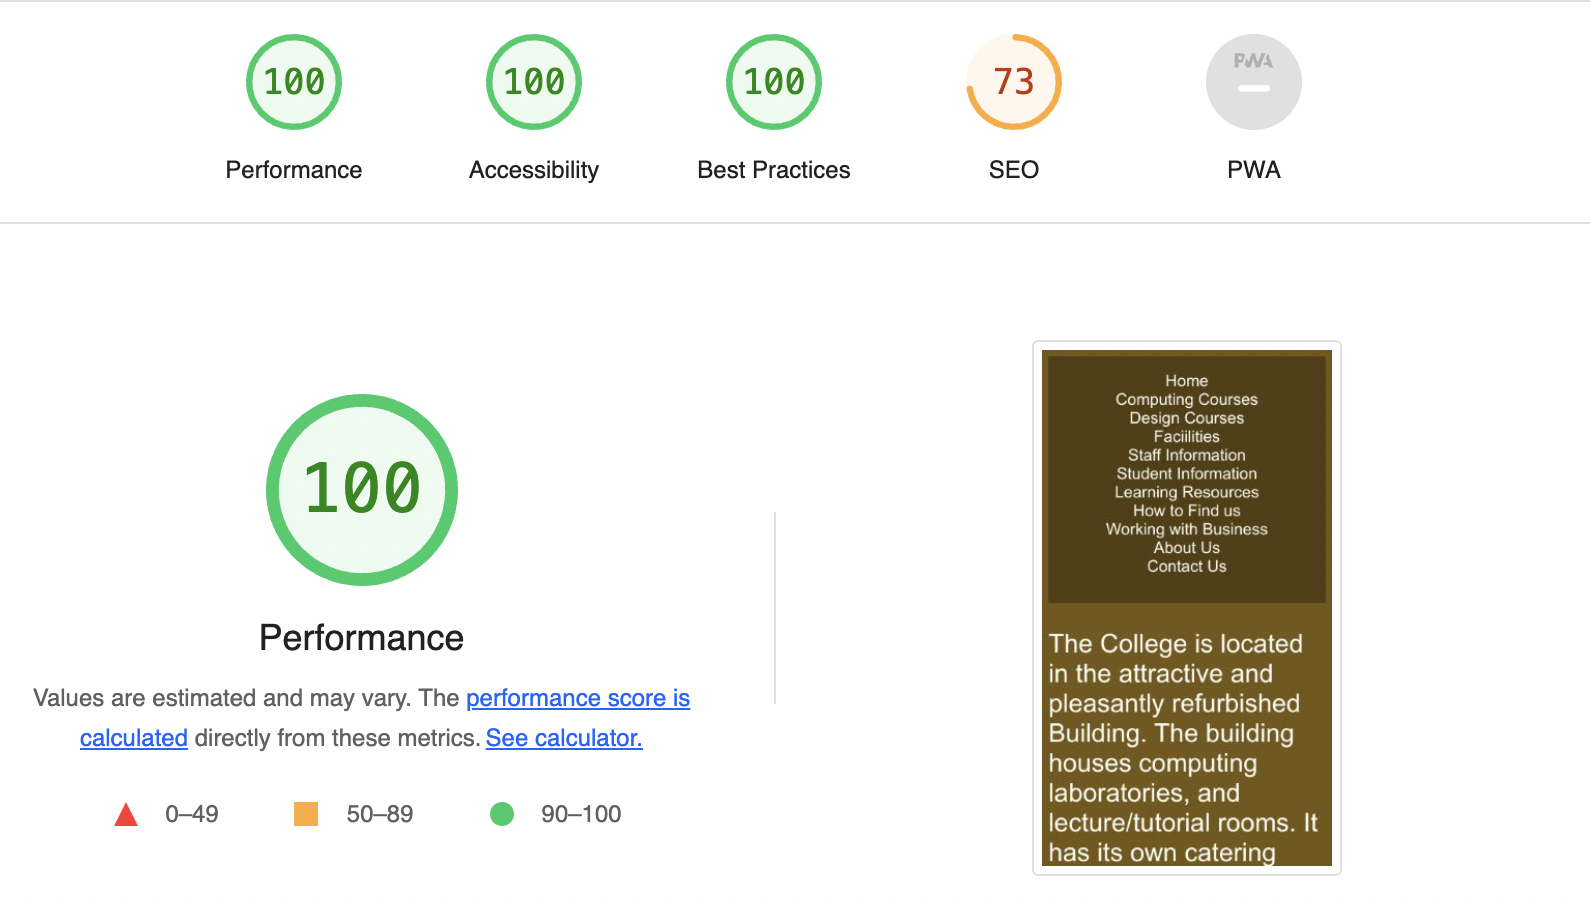 100
100
100
73
PWA
Performance
Accessibility
Best Practices
SEO
PWA
100
Performance
Values are estimated and may vary. The performance score is
calculated directly from these metrics. See calculator.
0–49
50–89
90–100
Home
Computing Courses
Design Courses
Faciilities
Staff Information
Student Information
Learning Resources
How to Find us
Working with Business
About Us
Contact Us
The College is located
in the attractive and
pleasantly refurbished
Building. The building
houses computing
laboratories, and
lecture/tutorial rooms. It
has its own catering